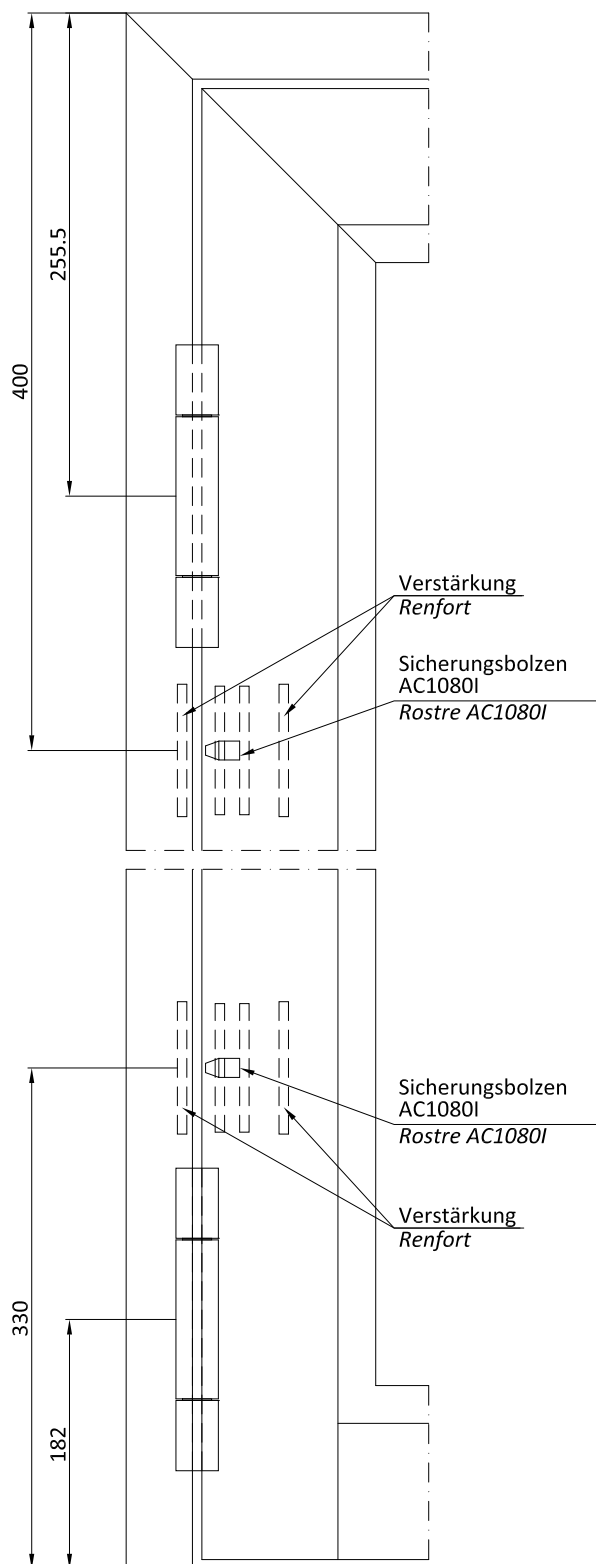 255.5
400
Verstärkung
Renfort
Sicherungsbolzen
AC1080I
Rostre AC1080I
Sicherungsbolzen
AC1080I
Rostre AC1080I
Verstärkung
Renfort
330
182